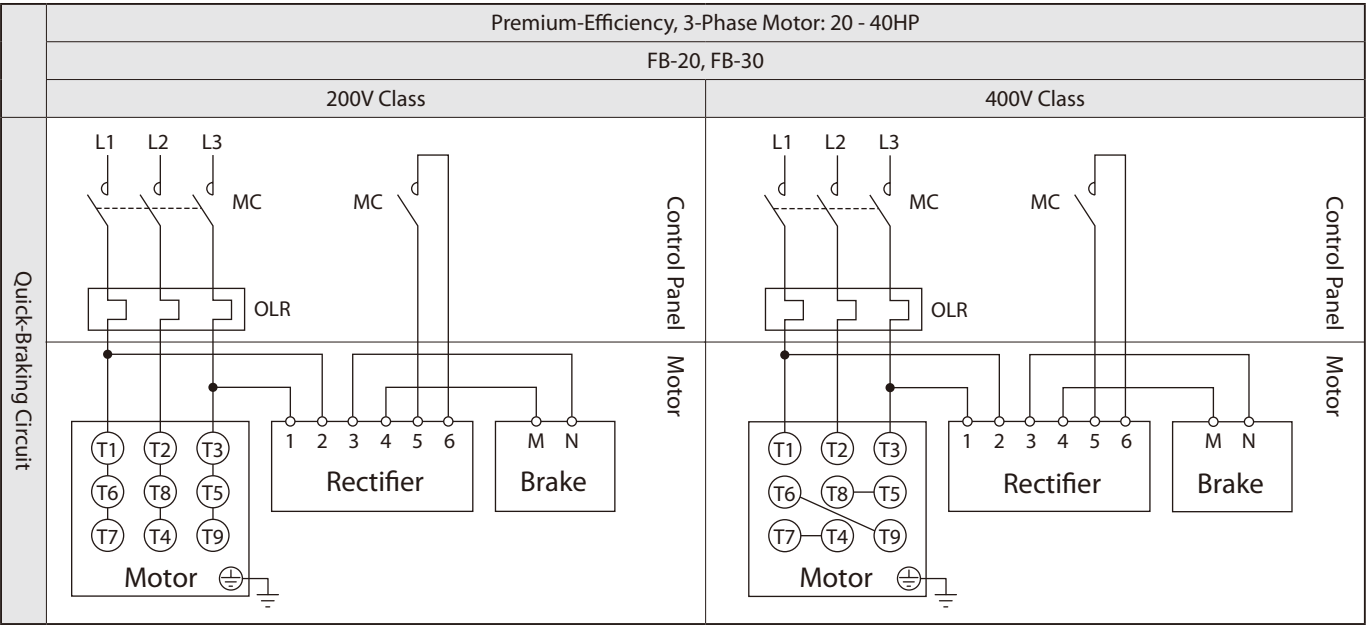 Premium-Efficiency, 3-Phase Motor: 20 - 40HP
FB-20, FB-30
200V Class
400V Class
Quick-Braking Circuit
L1 L2 L3
MC
MC
Control Panel
OLR
Motor
T1 T2 T3
T6 T8 T5
T7 T4 T9
Motor
1 2 3 4 5 6
Rectifier
M N
Brake
L1 L2 L3
MC
MC
Control Panel
OLR
Motor
T1 T2 T3
T6 T8 T5
T7 T4 T9
Motor
1 2 3 4 5 6
Rectifier
M N
Brake